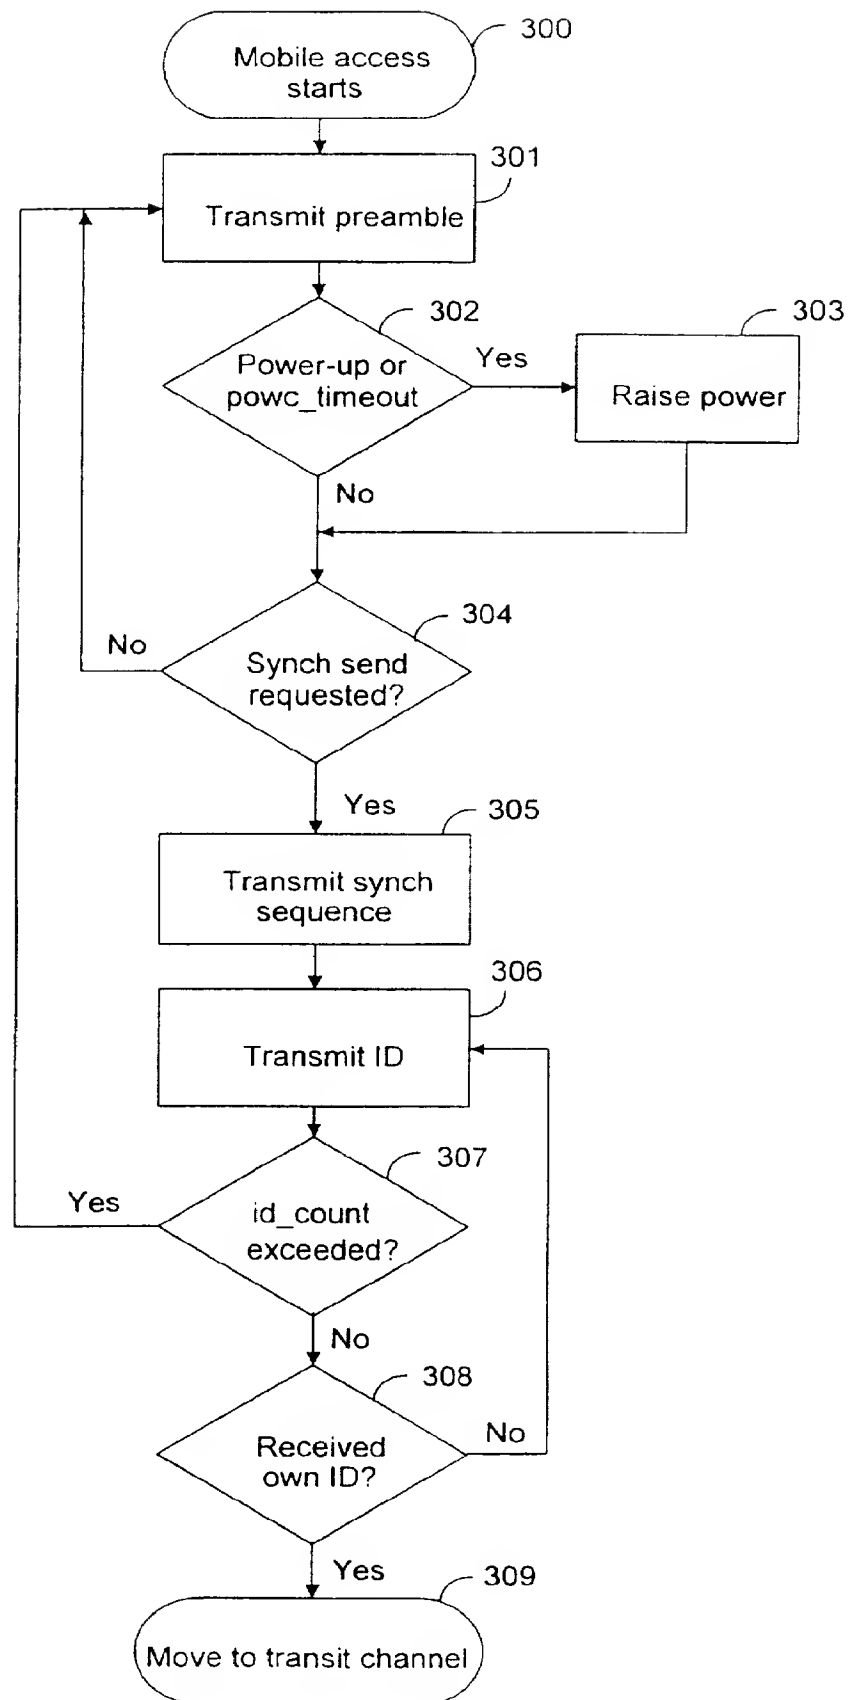 300
Mobile access
starts
301
Transmit preamble
302
303
Power-up or
powc_timeout
Yes
Raise power
No
304
No
Synch send
requested?
Yes
305
Transmit synch
sequence
306
Transmit ID
307
Yes
id_count
exceeded?
No
308
Received
own ID?
No
Yes
309
Move to transit channel